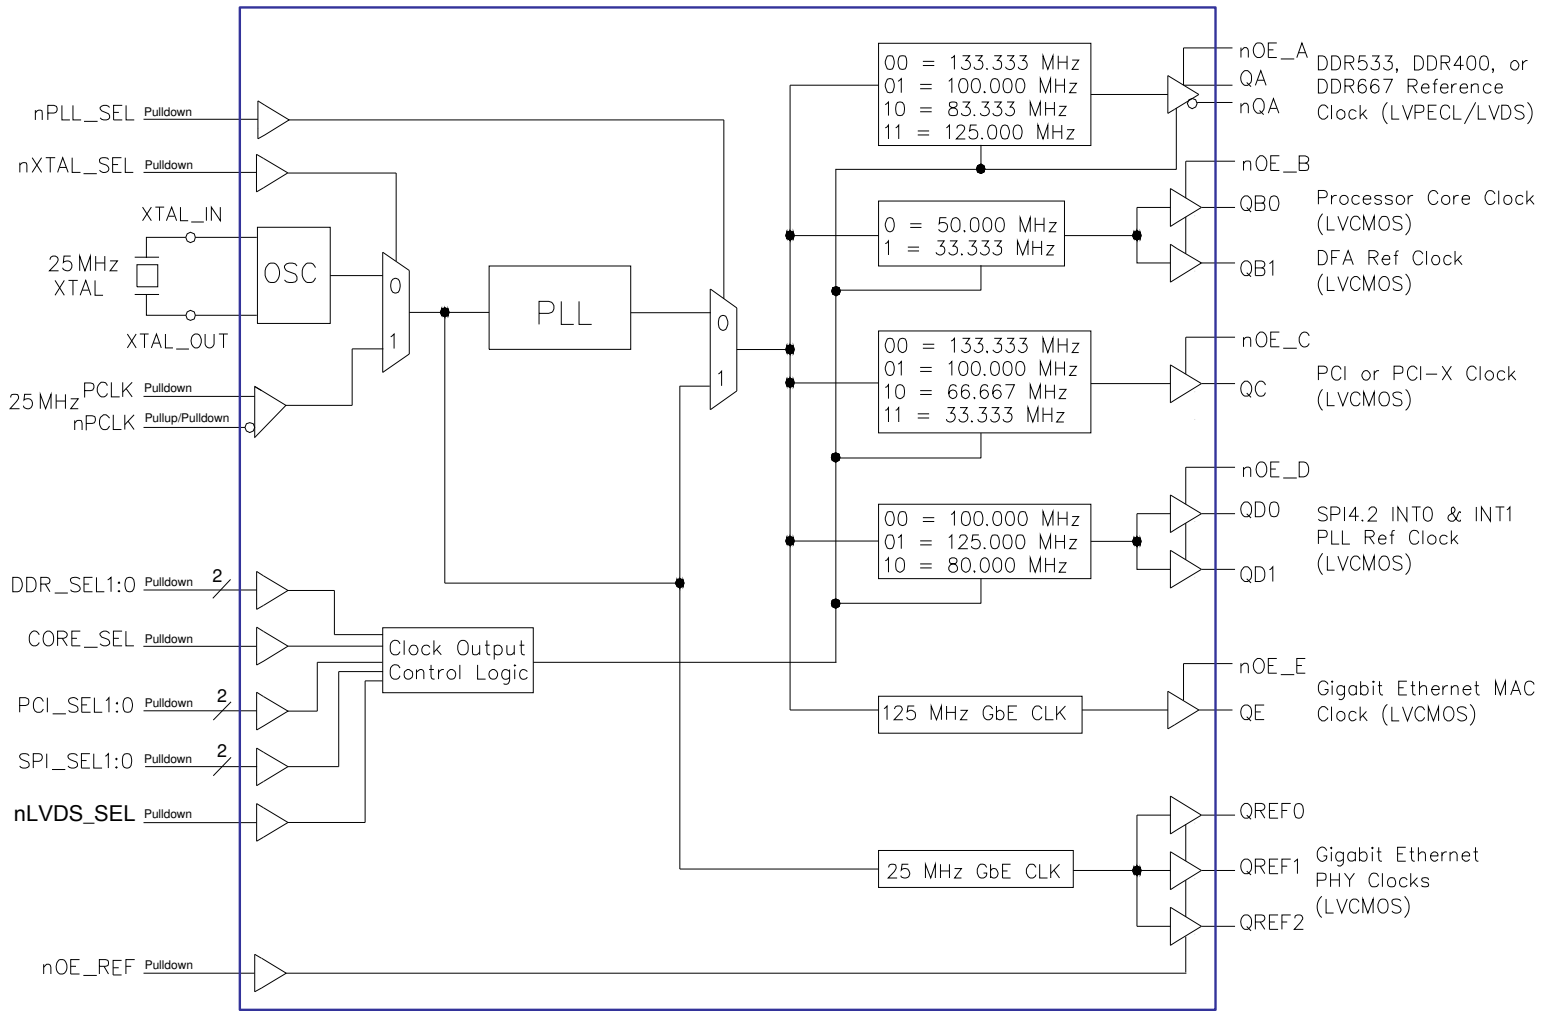 nPLL_SEL Pulldown
nXTAL_SEL Pulldown
XTAL_IN
25 MHz
XTAL
XTAL_OUT
OSC
0
1
25 MHz
PCLK Pulldown
nPCLK Pullup/Pulldown
PLL
0
1
DDR_SEL1:0 Pulldown 2
CORE_SEL Pulldown
PCI_SEL1:0 Pulldown 2
SPI_SEL1:0 Pulldown 2
nLVDS_SEL Pulldown
nOE_REF Pulldown
Clock Output
Control Logic
00 = 133.333 MHz
01 = 100.000 MHz
10 = 83.333 MHz
11 = 125.000 MHz
nOE_A
QA
nQA
DDR533, DDR400, or
DDR667 Reference
Clock (LVPECL/LVDS)
0 = 50.000 MHz
1 = 33.333 MHz
nOE_B
QB0
QB1
Processor Core Clock
(LVCMOS)
DFA Ref Clock
(LVCMOS)
00 = 133.333 MHz
01 = 100.000 MHz
10 = 66.667 MHz
11 = 33.333 MHz
nOE_C
QC
PCI or PCI-X Clock
(LVCMOS)
00 = 100.000 MHz
01 = 125.000 MHz
10 = 80.000 MHz
nOE_D
QD0
QD1
SPI4.2 INT0 & INT1
PLL Ref Clock
(LVCMOS)
125 MHz GbE CLK
nOE_E
QE
Gigabit Ethernet MAC
Clock (LVCMOS)
25 MHz GbE CLK
QREF0
QREF1
QREF2
Gigabit Ethernet
PHY Clocks
(LVCMOS)